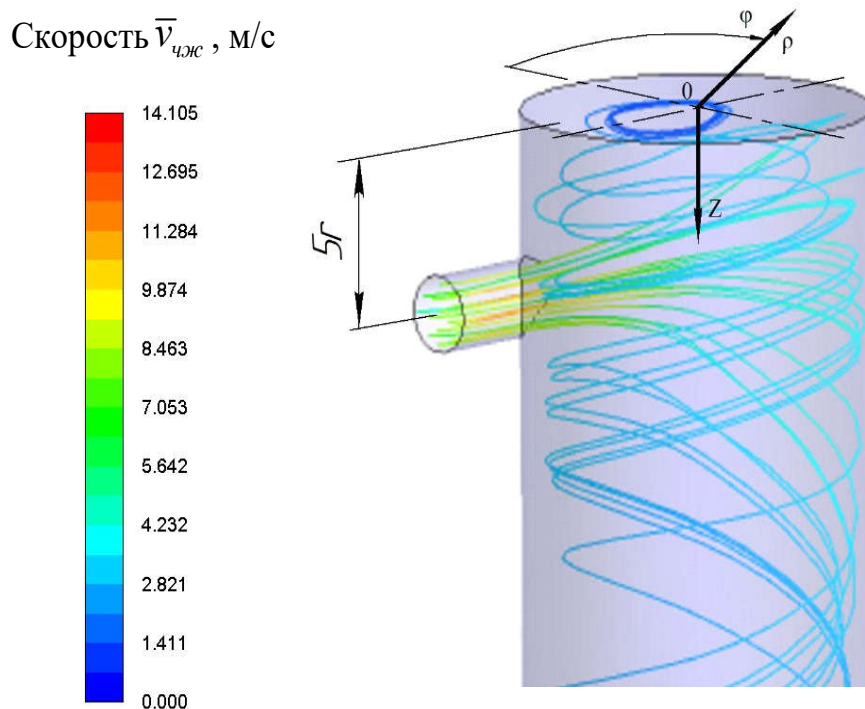 Скорость v̅чж , м/с
14.105
12.695
11.284
9.874
8.463
7.053
5.642
4.232
2.821
1.411
0.000
φ
ρ
0
Z
5r